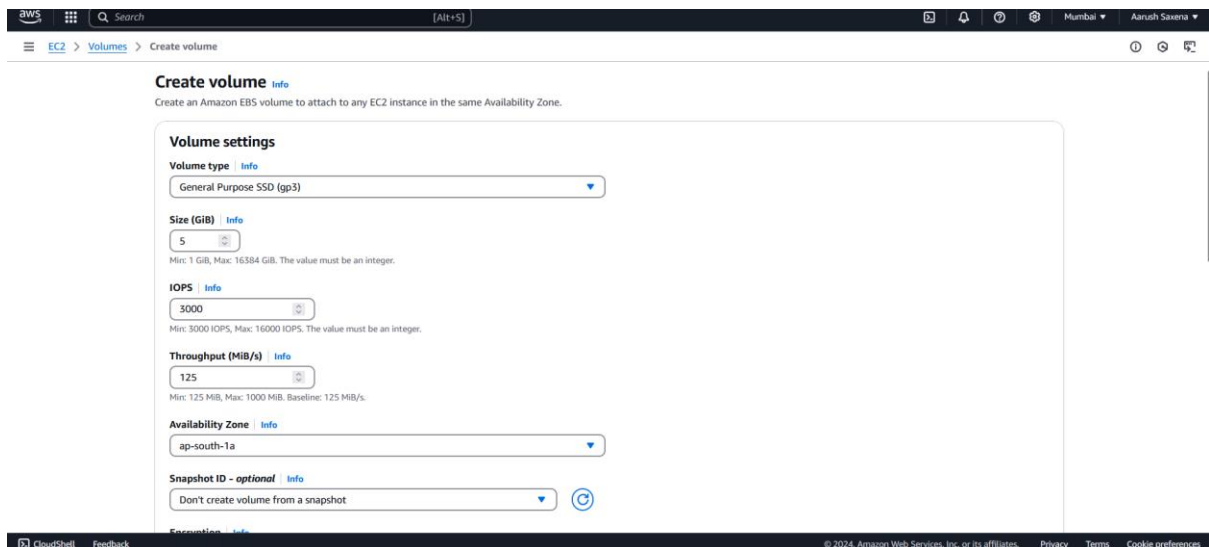 aws Search [Alt+S] Mumbai Aarush Saxena
EC2 > Volumes > Create volume
Create volume Info
Create an Amazon EBS volume to attach to any EC2 instance in the same Availability Zone.
Volume settings
Volume type Info
General Purpose SSD (gp3)
Size (GiB) Info
5
Min: 1 GiB, Max: 16384 GiB. The value must be an integer.
IOPS Info
3000
Min: 3000 IOPS, Max: 16000 IOPS. The value must be an integer.
Throughput (MiB/s) Info
125
Min: 125 MiB, Max: 1000 MiB. Baseline: 125 MiB/s.
Availability Zone Info
ap-south-1a
Snapshot ID - optional Info
Don't create volume from a snapshot
Encryption Info
CloudShell Feedback © 2024, Amazon Web Services, Inc. or its affiliates. Privacy Terms Cookie preferences